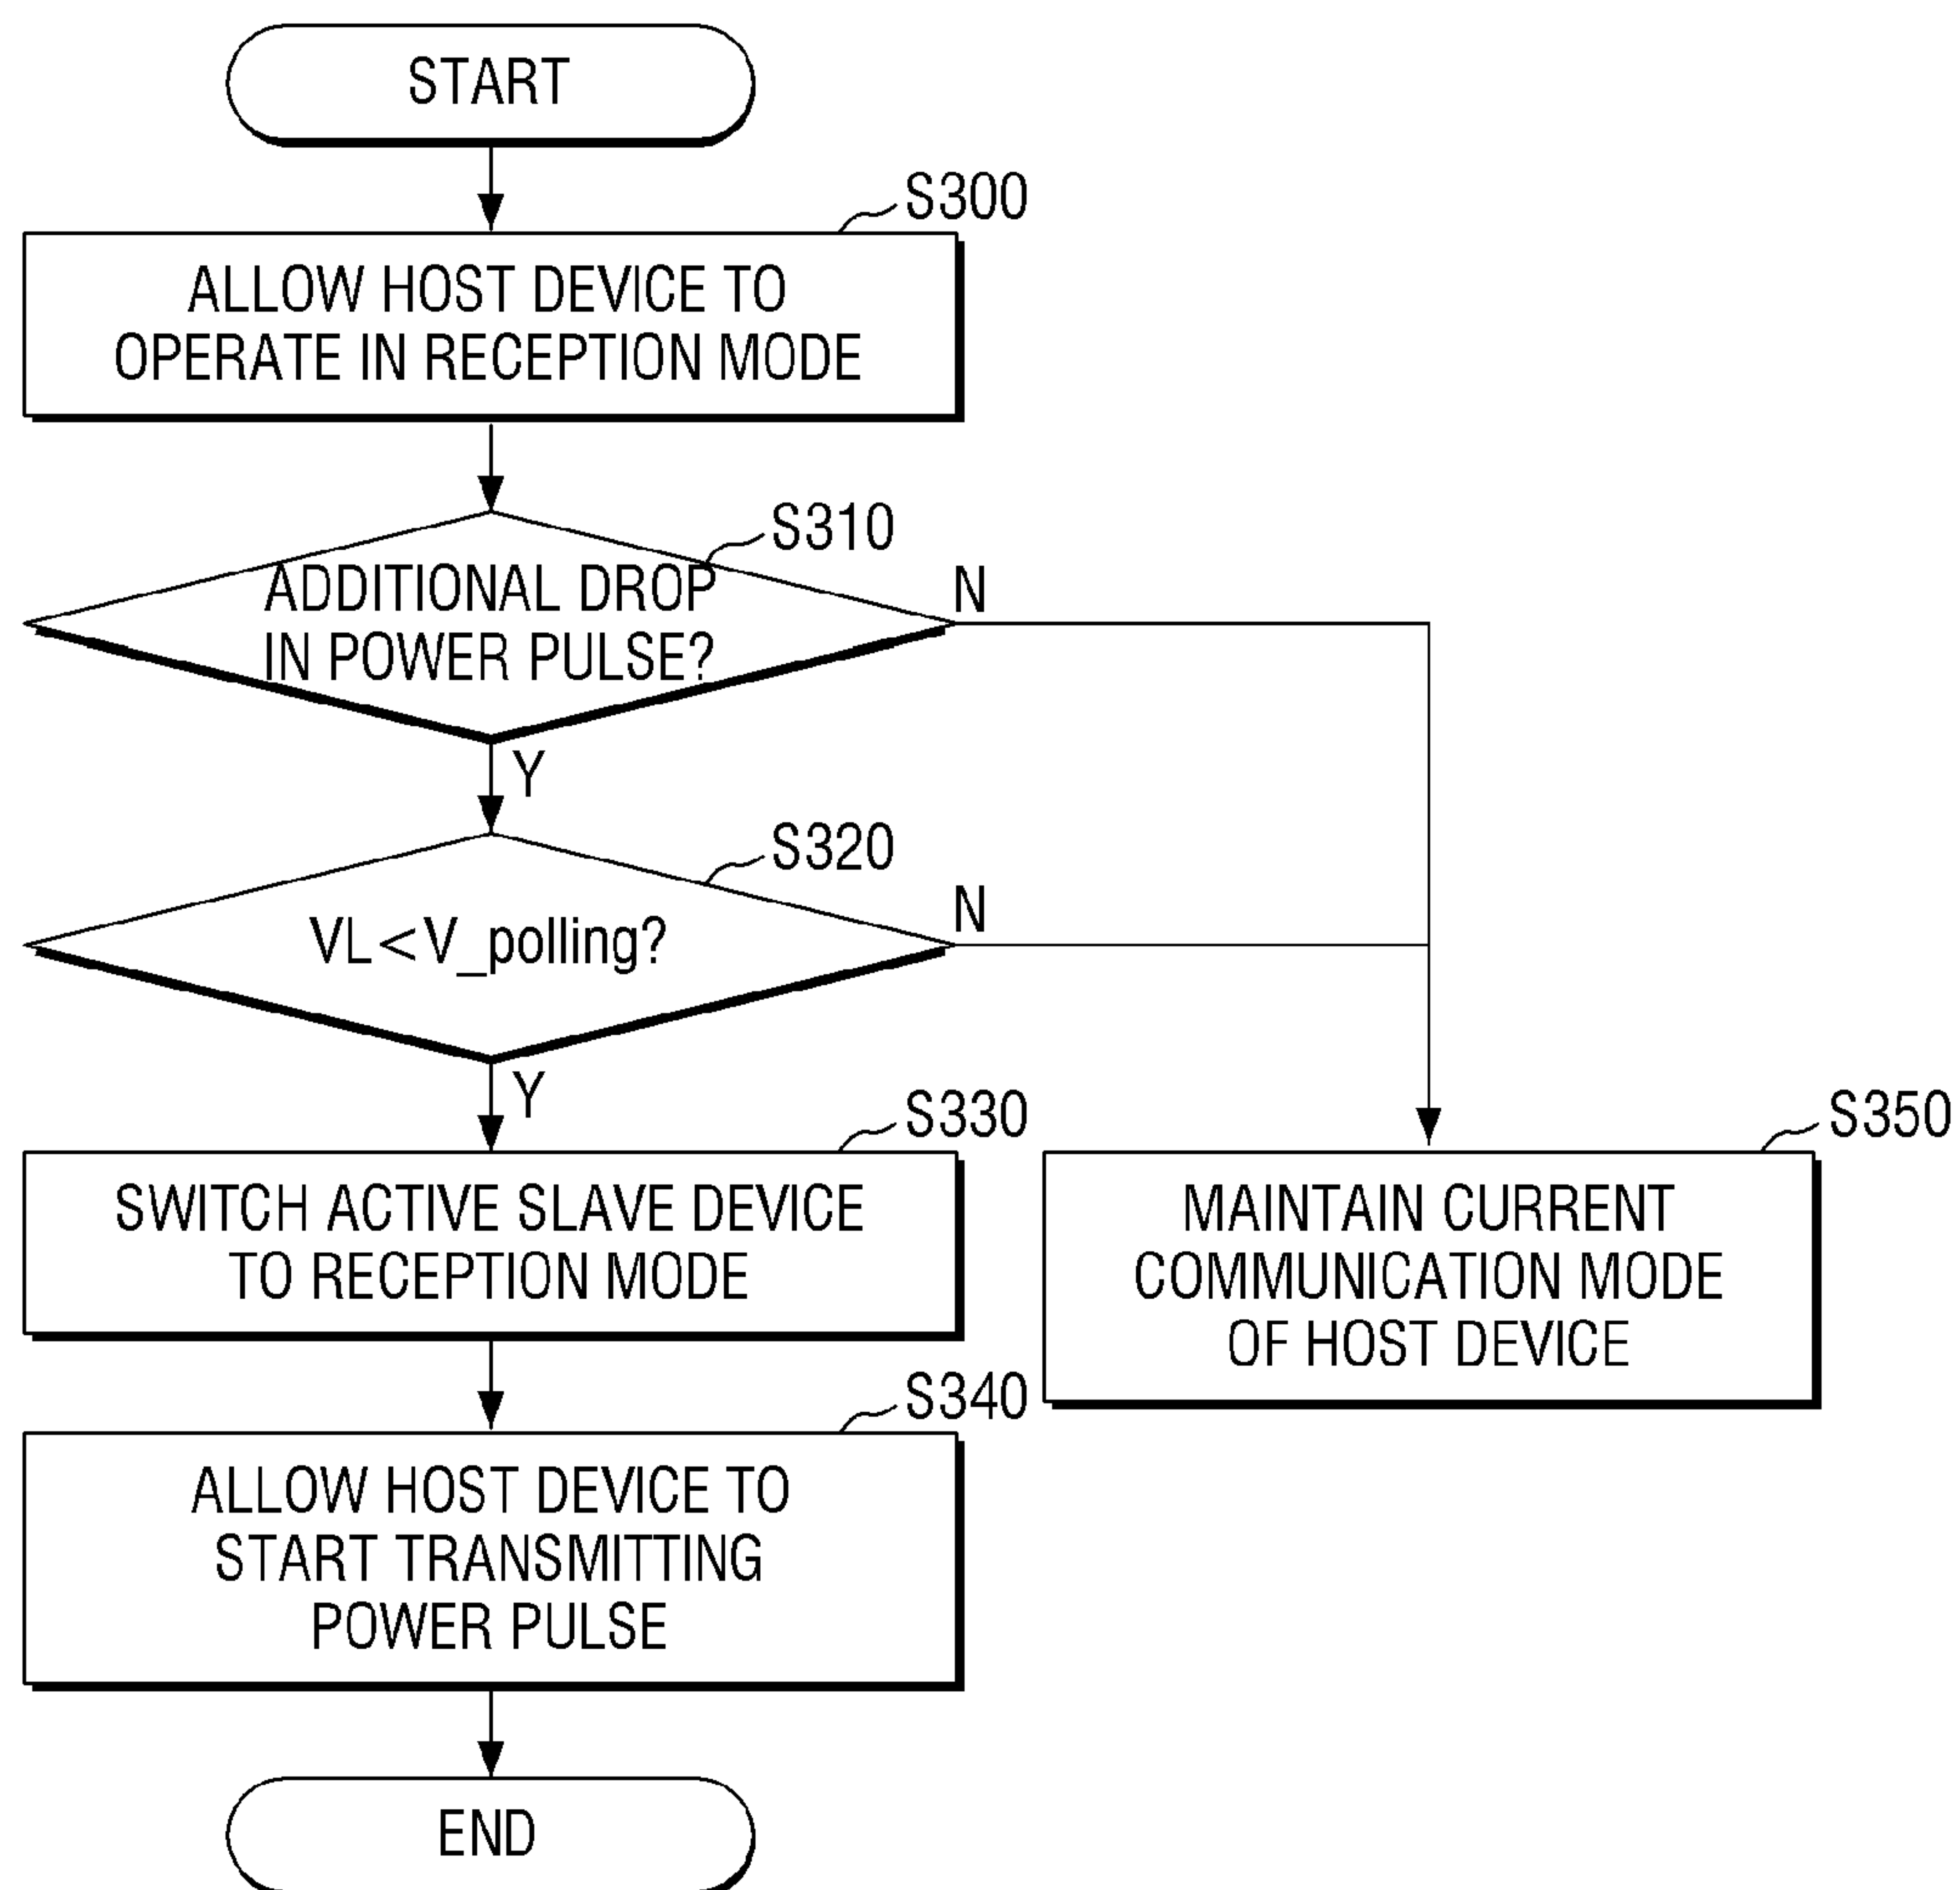 START
S300
ALLOW HOST DEVICE TO
OPERATE IN RECEPTION MODE
S310
ADDITIONAL DROP
IN POWER PULSE?
N
Y
S320
VL<V_polling?
N
Y
S330
SWITCH ACTIVE SLAVE DEVICE
TO RECEPTION MODE
S350
MAINTAIN CURRENT
COMMUNICATION MODE
OF HOST DEVICE
S340
ALLOW HOST DEVICE TO
START TRANSMITTING
POWER PULSE
END